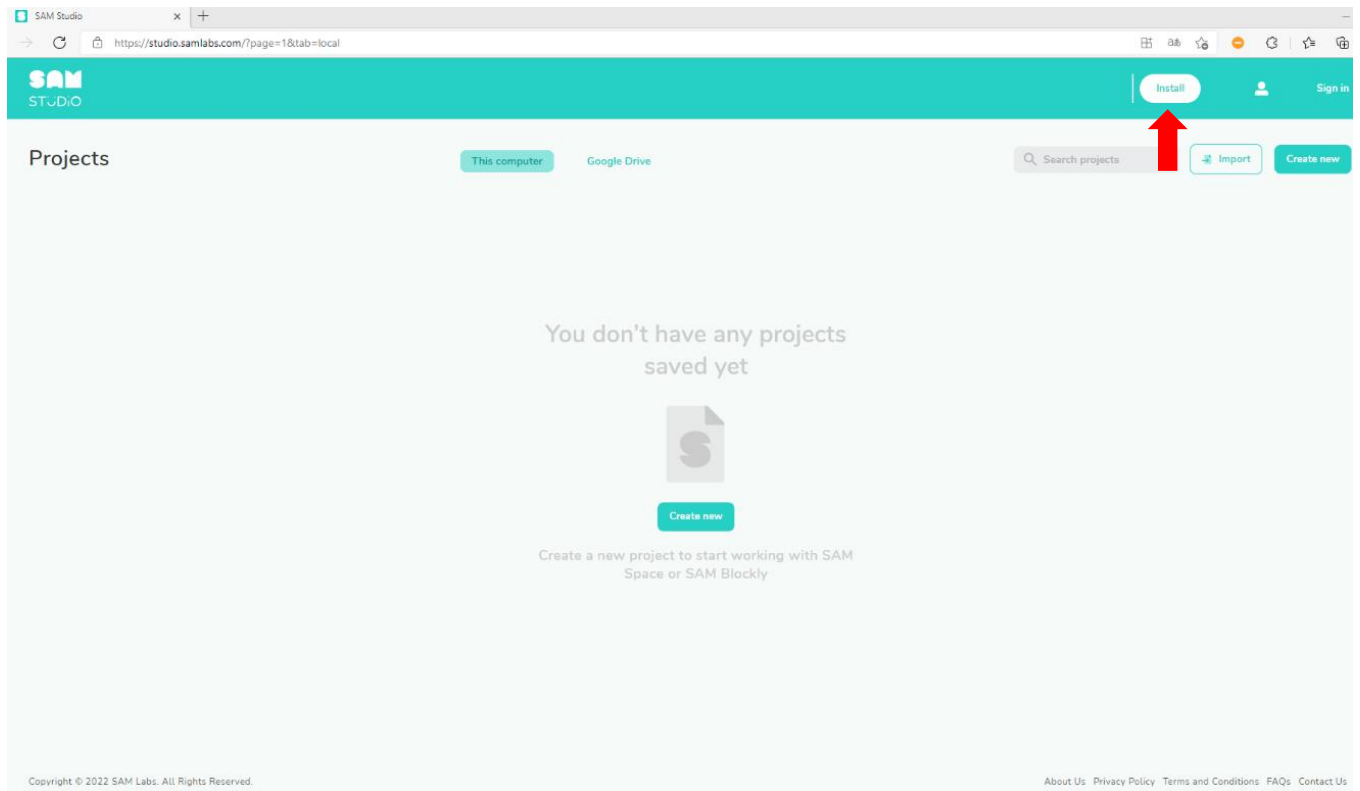 SAM Studio
https://studio.samlabs.com/?page=1&tab=local
SAM
STUDIO
Install
Sign in
Projects
This computer
Google Drive
Search projects
Import
Create new
You don't have any projects
saved yet
S
Create new
Create a new project to start working with SAM
Space or SAM Blockly
Copyright © 2022 SAM Labs. All Rights Reserved.
About Us Privacy Policy Terms and Conditions FAQs Contact Us